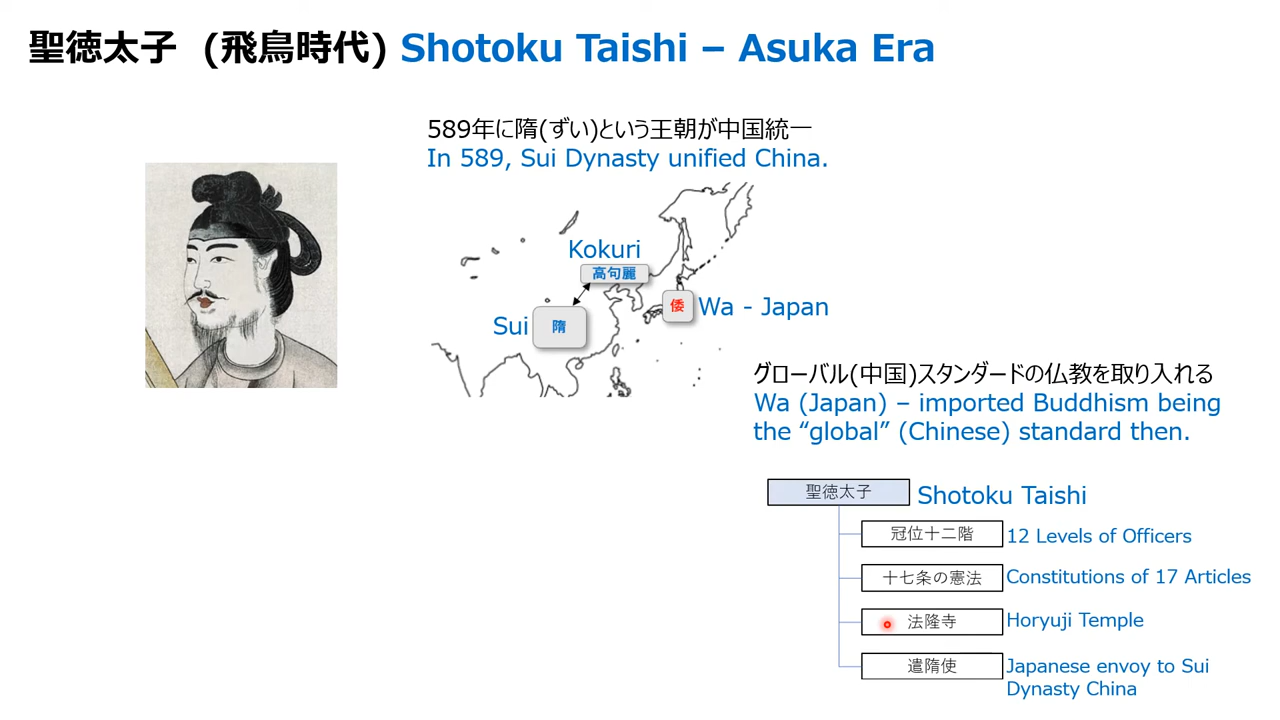 聖徳太子 (飛鳥時代) Shotoku Taishi – Asuka Era
589年に隋(ずい)という王朝が中国統一
In 589, Sui Dynasty unified China.
Kokuri
高句麗
倭
Wa - Japan
Sui
隋
グローバル(中国)スタンダードの仏教を取り入れる
Wa (Japan) – imported Buddhism being
the “global” (Chinese) standard then.
聖徳太子
Shotoku Taishi
冠位十二階
12 Levels of Officers
十七条の憲法
Constitutions of 17 Articles
法隆寺
Horyuji Temple
遣隋使
Japanese envoy to Sui
Dynasty China